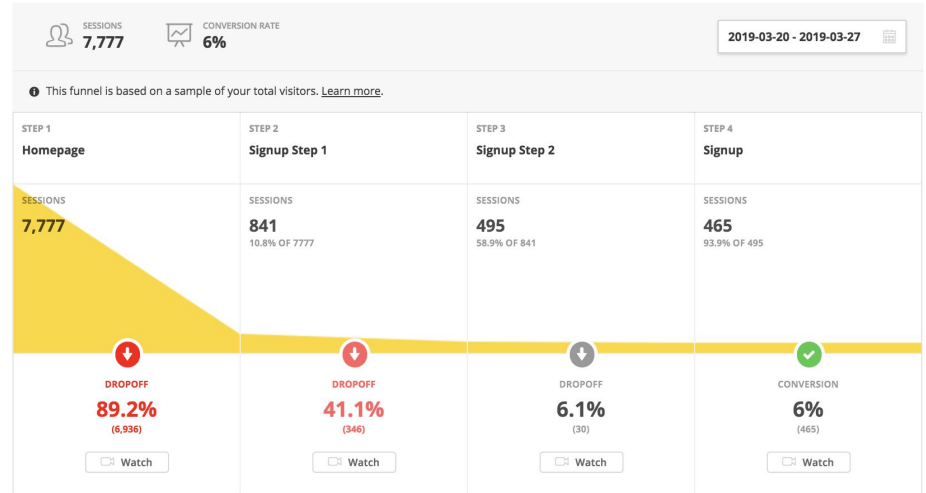 SESSIONS
7,777
CONVERSION RATE
6%
2019-03-20 - 2019-03-27
This funnel is based on a sample of your total visitors. Learn more.
STEP 1
Homepage
SESSIONS
7,777
DROPOFF
89.2%
(6,936)
Watch
STEP 2
Signup Step 1
SESSIONS
841
10.8% OF 7777
DROPOFF
41.1%
(346)
Watch
STEP 3
Signup Step 2
SESSIONS
495
58.9% OF 841
DROPOFF
6.1%
(30)
Watch
STEP 4
Signup
SESSIONS
465
93.9% OF 495
CONVERSION
6%
(465)
Watch